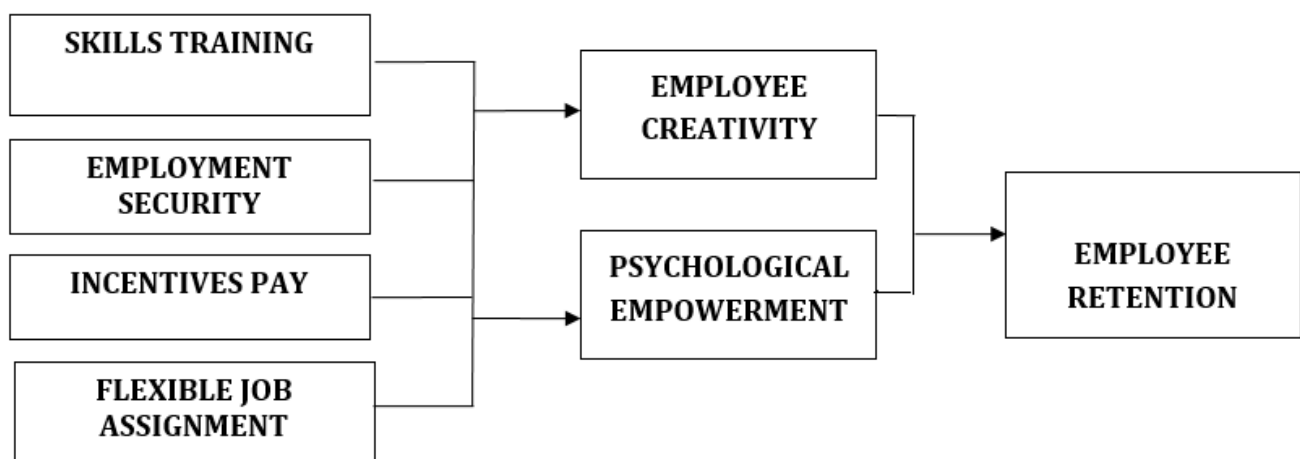 SKILLS TRAINING
EMPLOYMENT
SECURITY
INCENTIVES PAY
FLEXIBLE JOB
ASSIGNMENT
EMPLOYEE
CREATIVITY
PSYCHOLOGICAL
EMPOWERMENT
EMPLOYEE
RETENTION